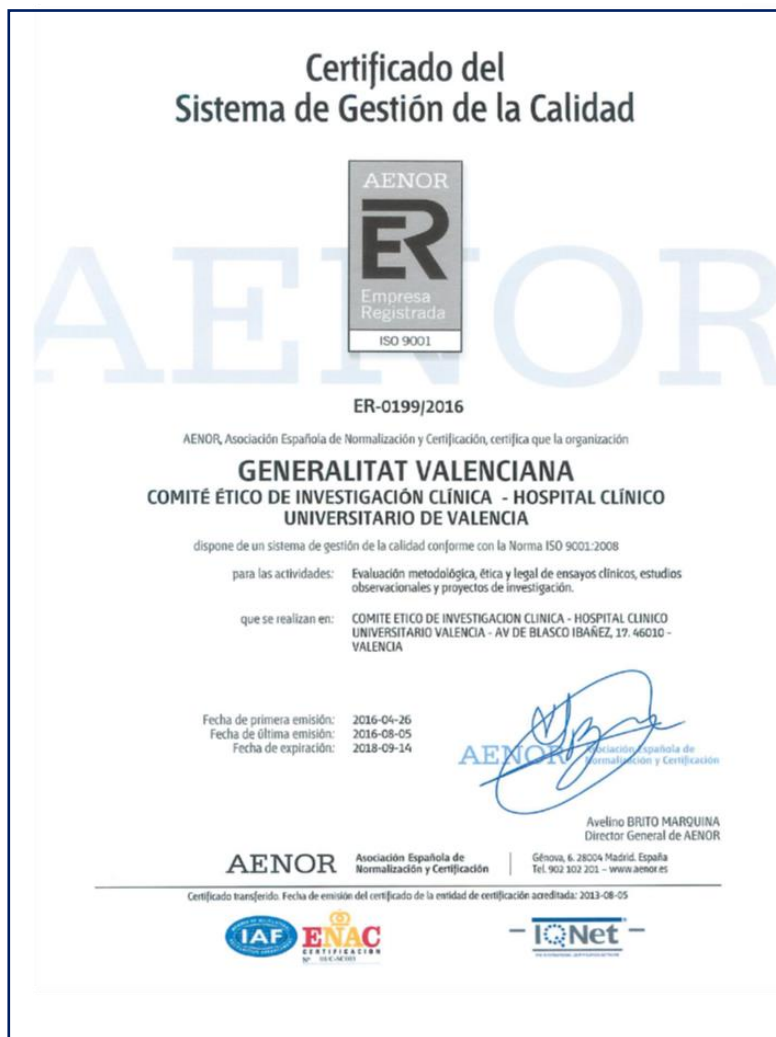 Certificado del
Sistema de Gestión de la Calidad
AENOR
ER
Empresa
Registrada
ISO 9001
AENOR
ER-0199/2016
AENOR, Asociación Española de Normalización y Certificación, certifica que la organización
GENERALITAT VALENCIANA
COMITÉ ÉTICO DE INVESTIGACIÓN CLÍNICA - HOSPITAL CLÍNICO
UNIVERSITARIO DE VALENCIA
dispone de un sistema de gestión de la calidad conforme con la Norma ISO 9001:2008
para las actividades: Evaluación metodológica, ética y legal de ensayos clínicos, estudios
observacionales y proyectos de investigación.
que se realizan en: COMITE ETICO DE INVESTIGACION CLINICA - HOSPITAL CLINICO
UNIVERSITARIO VALENCIA - AV DE BLASCO IBAÑEZ, 17. 46010 -
VALENCIA
Fecha de primera emisión: 2016-04-26
Fecha de última emisión: 2016-08-05
Fecha de expiración: 2018-09-14
AENOR Asociación Española de
Normalización y Certificación
Avelino BRITO MARQUINA
Director General de AENOR
AENOR Asociación Española de
Normalización y Certificación
Génova, 6. 28004 Madrid. España
Tel. 902 102 201 – www.aenor.es
Certificado transferido. Fecha de emisión del certificado de la entidad de certificación acreditada: 2013-08-05
IAF
ENAC
CERTIFICACIÓN
Nº
IQNet